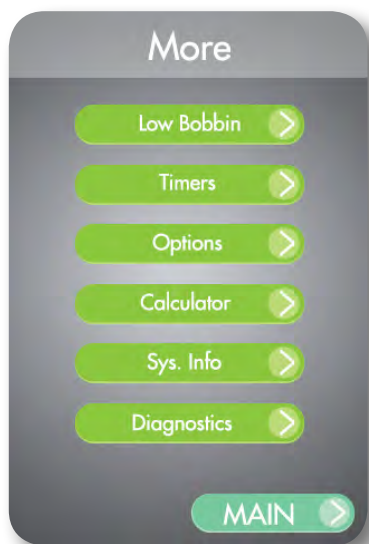 More
Low Bobbin
Timers
Options
Calculator
Sys. Info
Diagnostics
MAIN